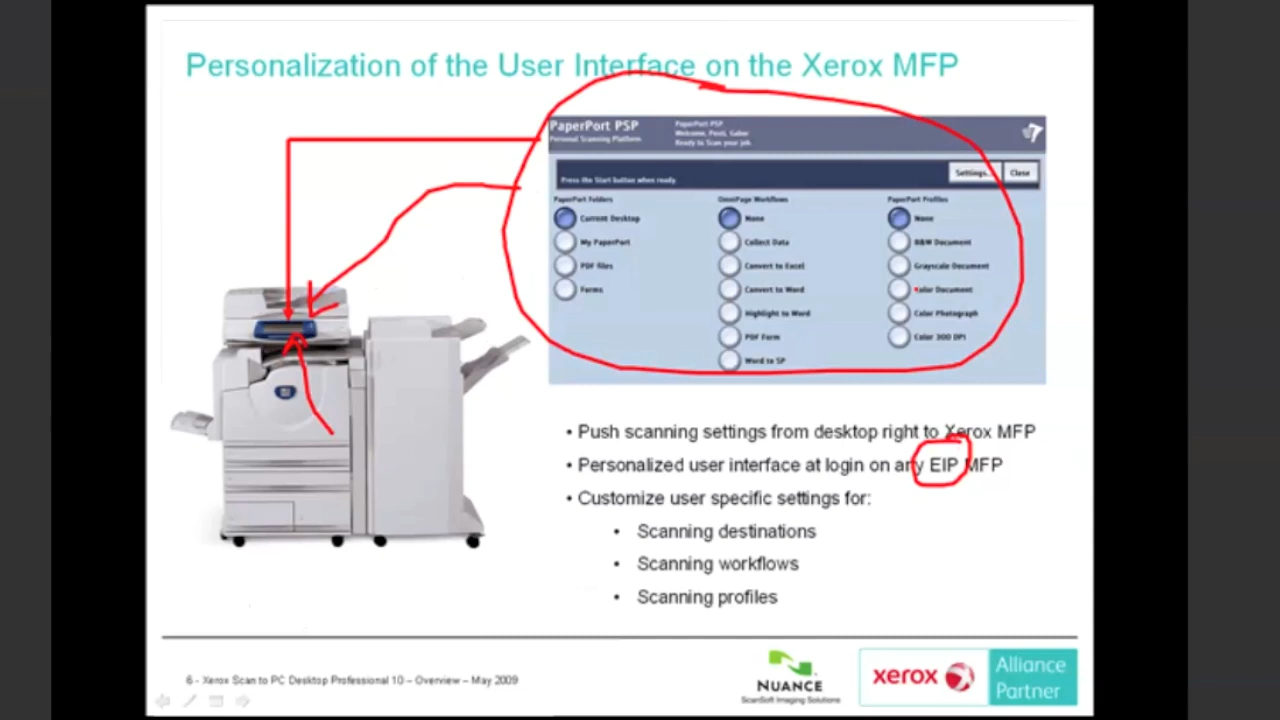 Personalization of the User Interface on the Xerox MFP
PaperPort PSP
Personal Scanning Platform
PaperPort PSP
Welcome, Possi, Gabor
Ready to Scan your job
Press the Start button when ready.
Settings...
Close
PaperPort Folders
Current Desktop
My PaperPort
PDF files
Forms
OmniPage Workflows
None
Collect Data
Convert to Excel
Convert to Word
Highlight to Word
PDF Form
Word to SP
PaperPort Profiles
None
B&W Document
Grayscale Document
Color Document
Color Photograph
Color 300 DPI
• Push scanning settings from desktop right to Xerox MFP
• Personalized user interface at login on any EIP MFP
• Customize user specific settings for:
• Scanning destinations
• Scanning workflows
• Scanning profiles
6 - Xerox Scan to PC Desktop Professional 10 – Overview – May 2009
NUANCE
ScanSoft Imaging Solutions
xerox
Alliance
Partner